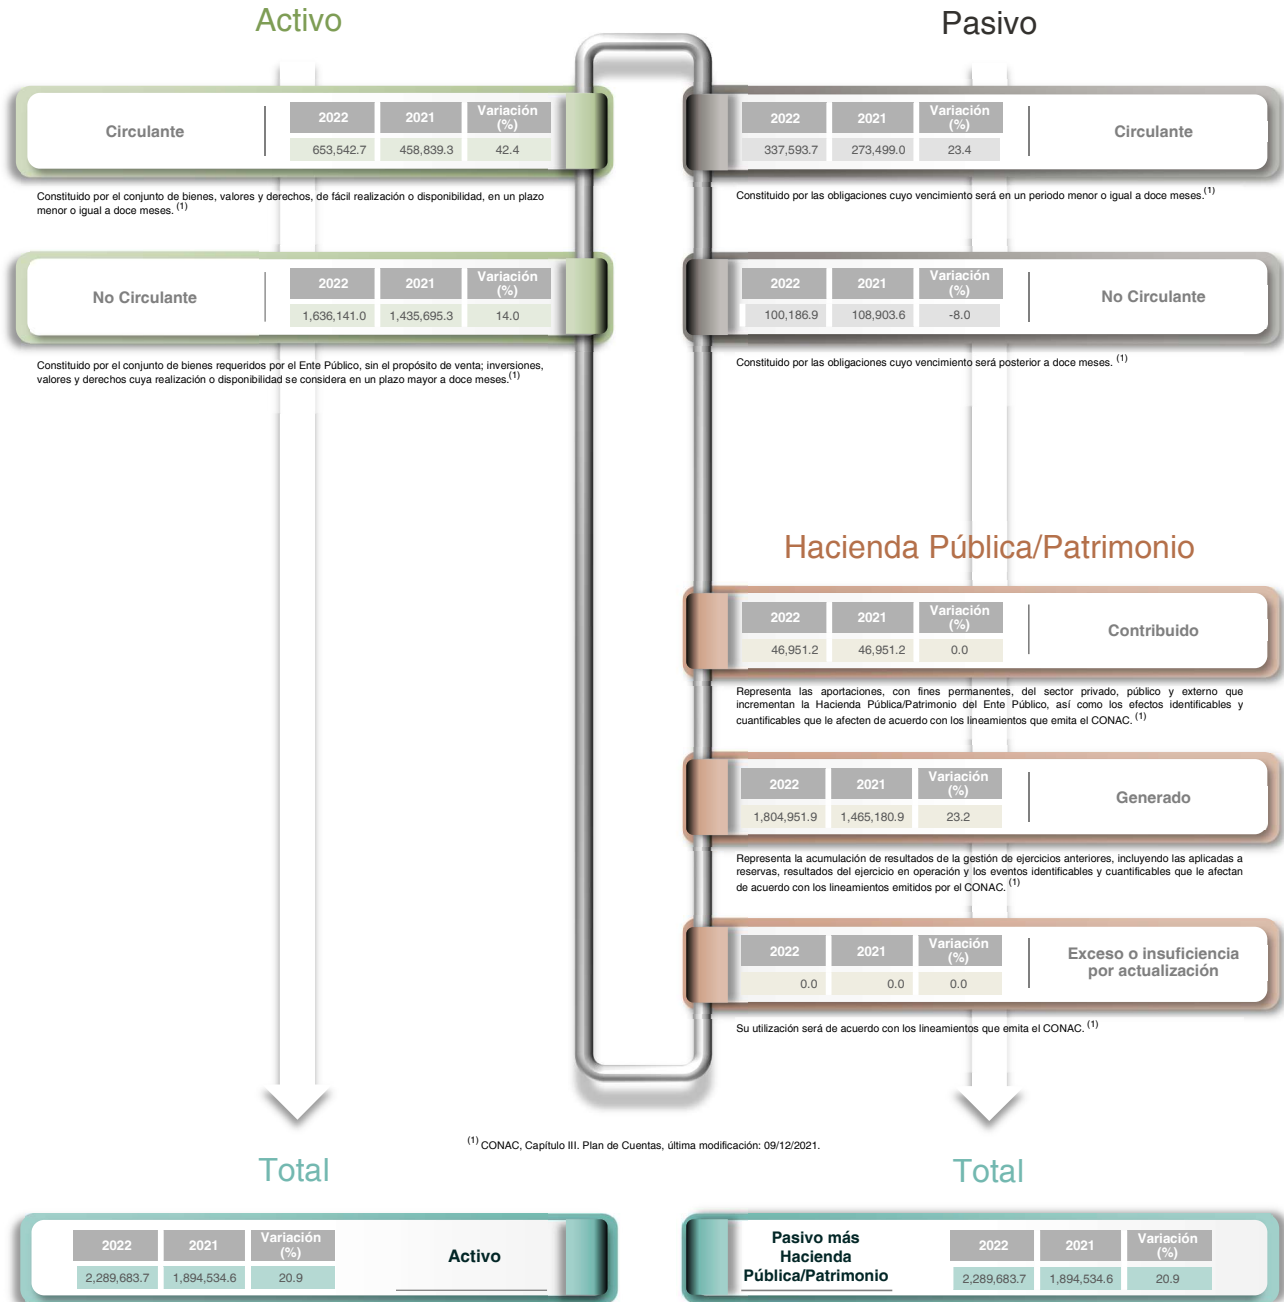 Activo
Circulante
2022 2021 Variación (%)
653,542.7 458,839.3 42.4
Constituido por el conjunto de bienes, valores y derechos, de fácil realización o disponibilidad, en un plazo
menor o igual a doce meses. (1)
No Circulante
2022 2021 Variación (%)
1,636,141.0 1,435,695.3 14.0
Constituido por el conjunto de bienes requeridos por el Ente Público, sin el propósito de venta; inversiones,
valores y derechos cuya realización o disponibilidad se considera en un plazo mayor a doce meses.(1)
Pasivo
2022 2021 Variación (%)
337,593.7 273,499.0 23.4
Circulante
Constituido por las obligaciones cuyo vencimiento será en un periodo menor o igual a doce meses.(1)
2022 2021 Variación (%)
100,186.9 108,903.6 -8.0
No Circulante
Constituido por las obligaciones cuyo vencimiento será posterior a doce meses. (1)
Hacienda Pública/Patrimonio
2022 2021 Variación (%)
46,951.2 46,951.2 0.0
Contribuido
Representa las aportaciones, con fines permanentes, del sector privado, público y externo que
incrementan la Hacienda Pública/Patrimonio del Ente Público, así como los efectos identificables y
cuantificables que le afecten de acuerdo con los lineamientos que emita el CONAC. (1)
2022 2021 Variación (%)
1,804,951.9 1,465,180.9 23.2
Generado
Representa la acumulación de resultados de la gestión de ejercicios anteriores, incluyendo las aplicadas a
reservas, resultados del ejercicio en operación y los eventos identificables y cuantificables que le afectan
de acuerdo con los lineamientos emitidos por el CONAC. (1)
2022 2021 Variación (%)
0.0 0.0 0.0
Exceso o insuficiencia
por actualización
Su utilización será de acuerdo con los lineamientos que emita el CONAC. (1)
(1) CONAC, Capítulo III. Plan de Cuentas, última modificación: 09/12/2021.
Total
2022 2021 Variación (%)
2,289,683.7 1,894,534.6 20.9
Activo
Total
Pasivo más
Hacienda
Pública/Patrimonio
2022 2021 Variación (%)
2,289,683.7 1,894,534.6 20.9